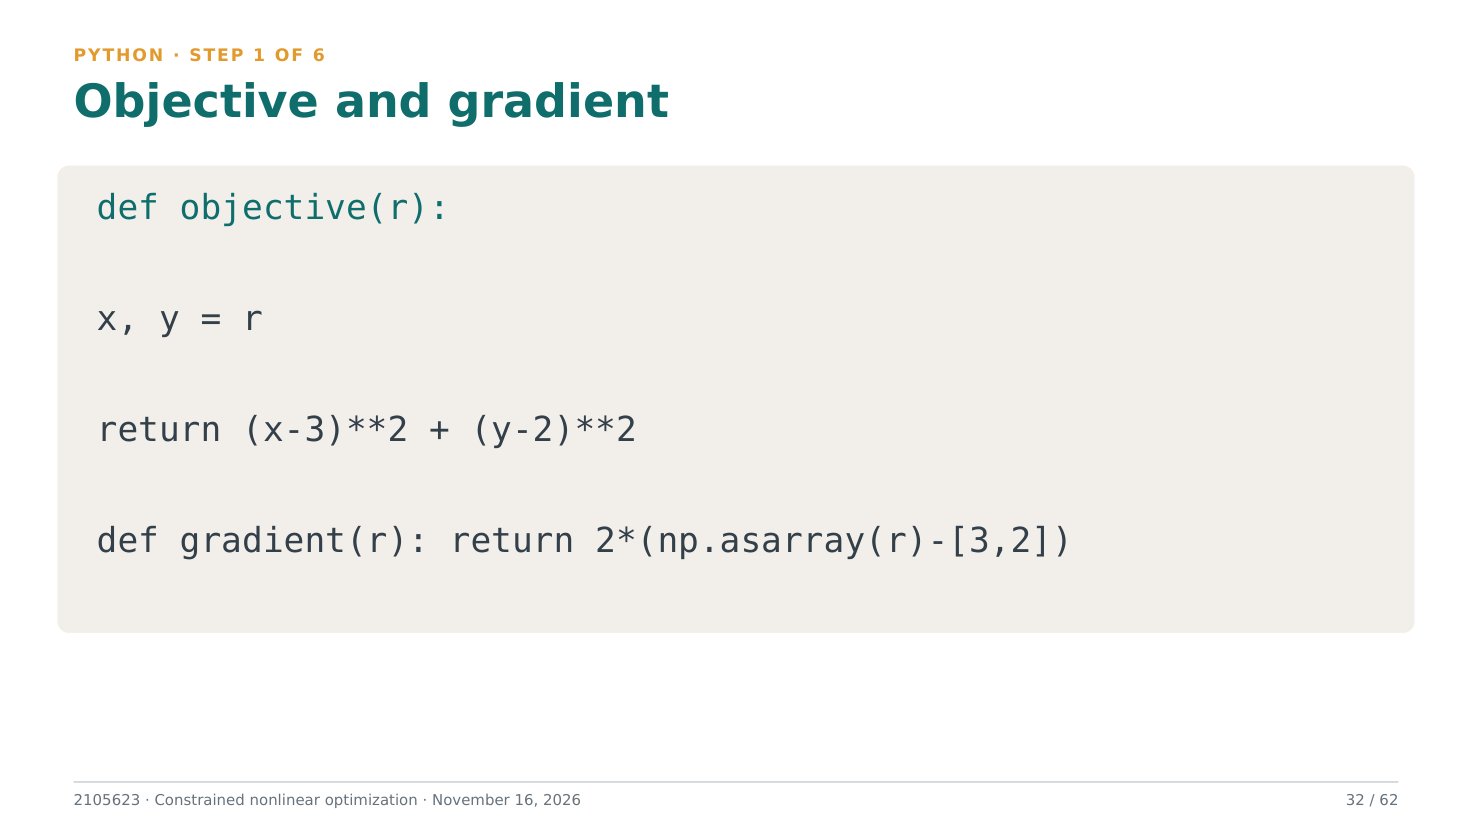 PYTHON · STEP 1 OF 6
Objective and gradient
def objective(r):
x, y = r
return (x-3)**2 + (y-2)**2
def gradient(r): return 2*(np.asarray(r)-[3,2])
2105623 · Constrained nonlinear optimization · November 16, 2026
32 / 62